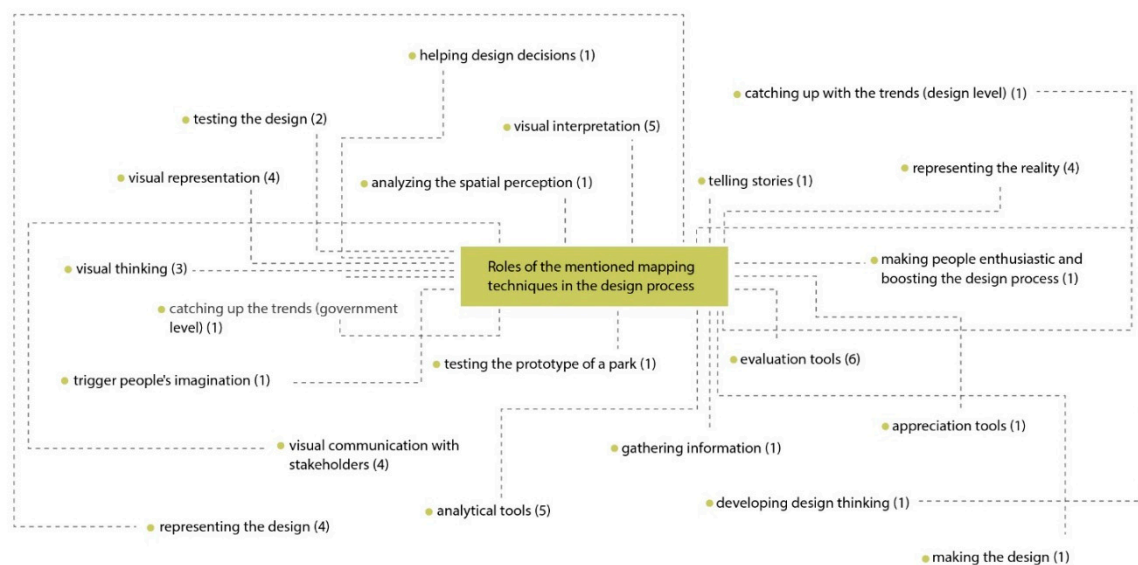 helping design decisions (1)
catching up with the trends (design level) (1)
testing the design (2)
visual interpretation (5)
representing the reality (4)
visual representation (4)
analyzing the spatial perception (1)
telling stories (1)
Roles of the mentioned mapping
techniques in the design process
making people enthusiastic and
boosting the design process (1)
visual thinking (3)
catching up the trends (government
level) (1)
testing the prototype of a park (1)
evaluation tools (6)
trigger people's imagination (1)
appreciation tools (1)
visual communication with
stakeholders (4)
gathering information (1)
analytical tools (5)
developing design thinking (1)
representing the design (4)
making the design (1)